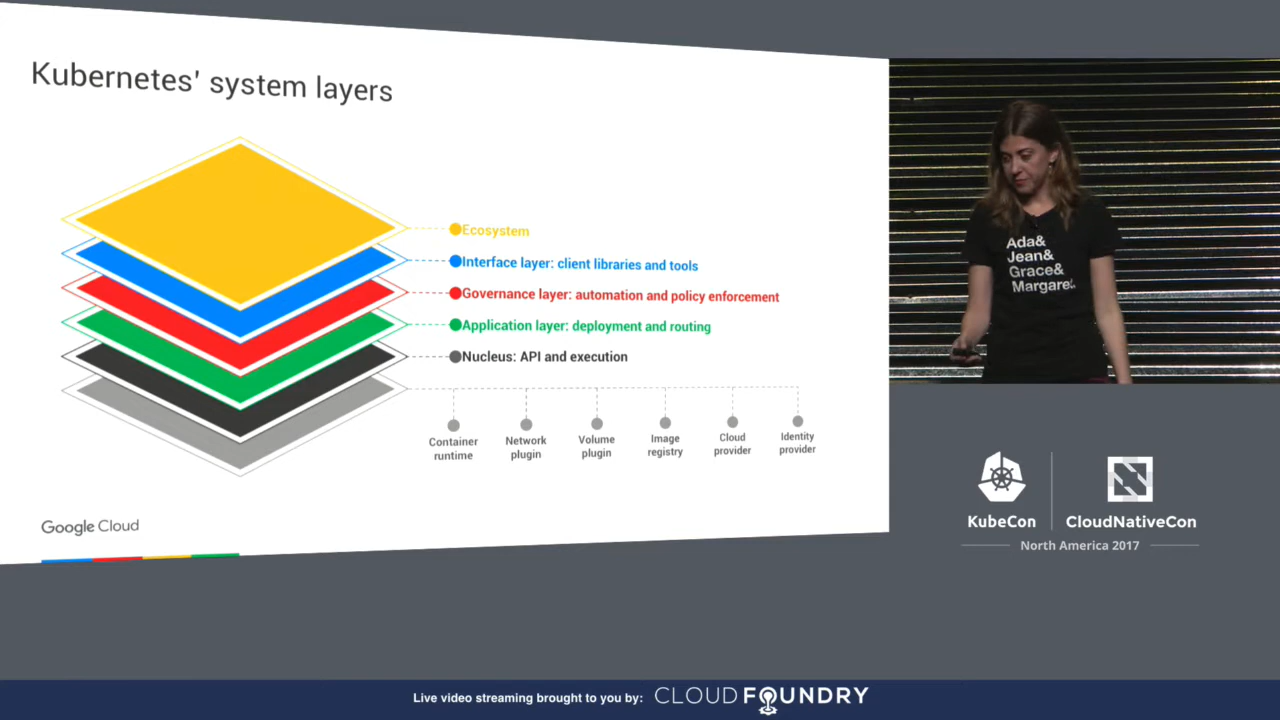 Kubernetes' system layers
Ecosystem
Interface layer: client libraries and tools
Governance layer: automation and policy enforcement
Application layer: deployment and routing
Nucleus: API and execution
Container
runtime
Network
plugin
Volume
plugin
Image
registry
Cloud
provider
Identity
provider
Google Cloud
Ada&
Jean&
Grace&
Margaret.
KubeCon
CloudNativeCon
North America 2017
Live video streaming brought to you by: CLOUD FOUNDRY